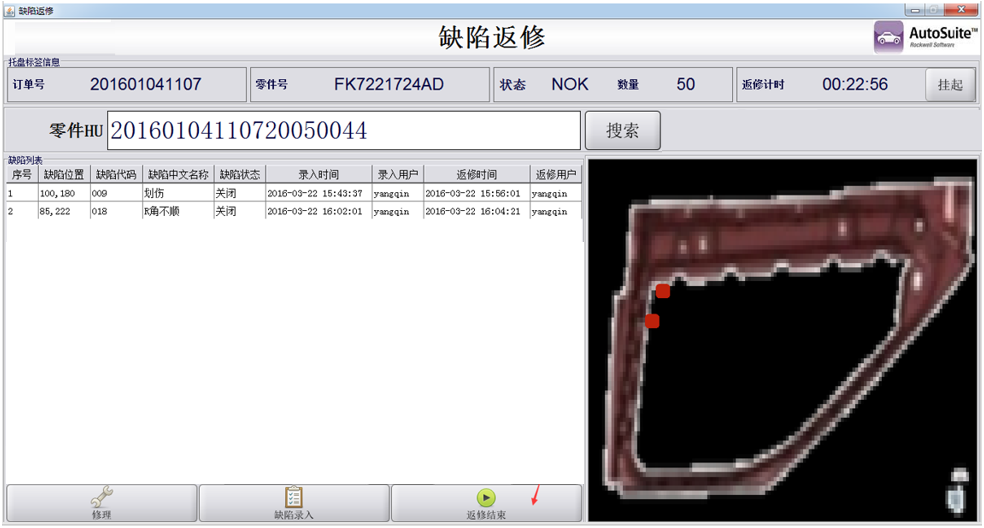 缺陷返修
缺陷返修
AutoSuite™
Rockwell Software
托盘标签信息
订单号 201601041107 零件号 FK7221724AD 状态 NOK 数量 50 返修计时 00:22:56 挂起
零件HU 20160104110720050044 搜索
缺陷列表
序号 缺陷位置 缺陷代码 缺陷中文名称 缺陷状态 录入时间 录入用户 返修时间 返修用户
1 100,180 009 划伤 关闭 2016-03-22 15:43:37 yangqin 2016-03-22 15:56:01 yangqin
2 85,222 018 R角不顺 关闭 2016-03-22 16:02:01 yangqin 2016-03-22 16:04:21 yangqin
修理 缺陷录入 返修结束